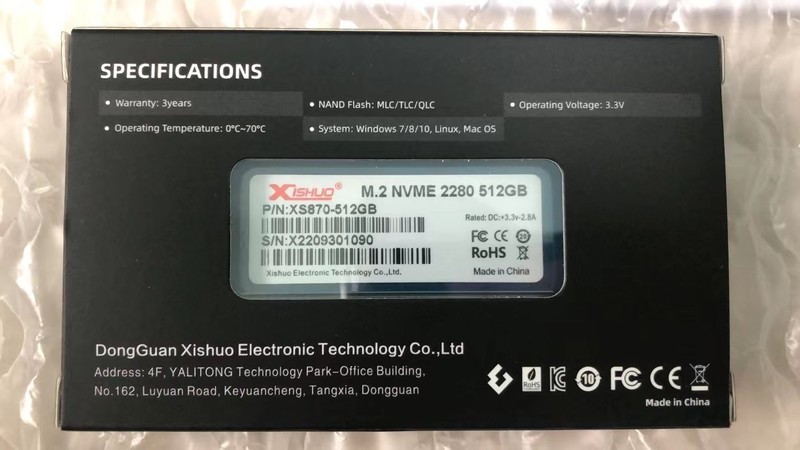 SPECIFICATIONS
• Warranty: 3years
• NAND Flash: MLC/TLC/QLC
• Operating Voltage: 3.3V
• Operating Temperature: 0℃~70℃
• System: Windows 7/8/10, Linux, Mac OS
XISHUO® M.2 NVME 2280 512GB
P/N:XS870-512GB
Rated: DC:+3.3v-2.8A
S/N:X2209301090
FC CE 20
RoHS
Xishuo Electronic Technology Co.,Ltd.
Made in China
DongGuan Xishuo Electronic Technology Co.,Ltd
Address: 4F, YALITONG Technology Park-Office Building,
No.162, Luyuan Road, Keyuancheng, Tangxia, Dongguan
RoHS 10 FC CE
Made in China